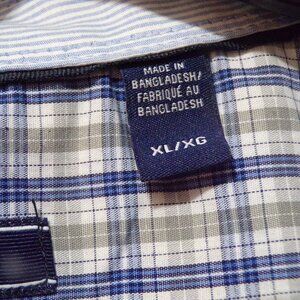 MADE IN
BANGLADESH/
FABRIQUÉ AU
BANGLADESH
XL/XG